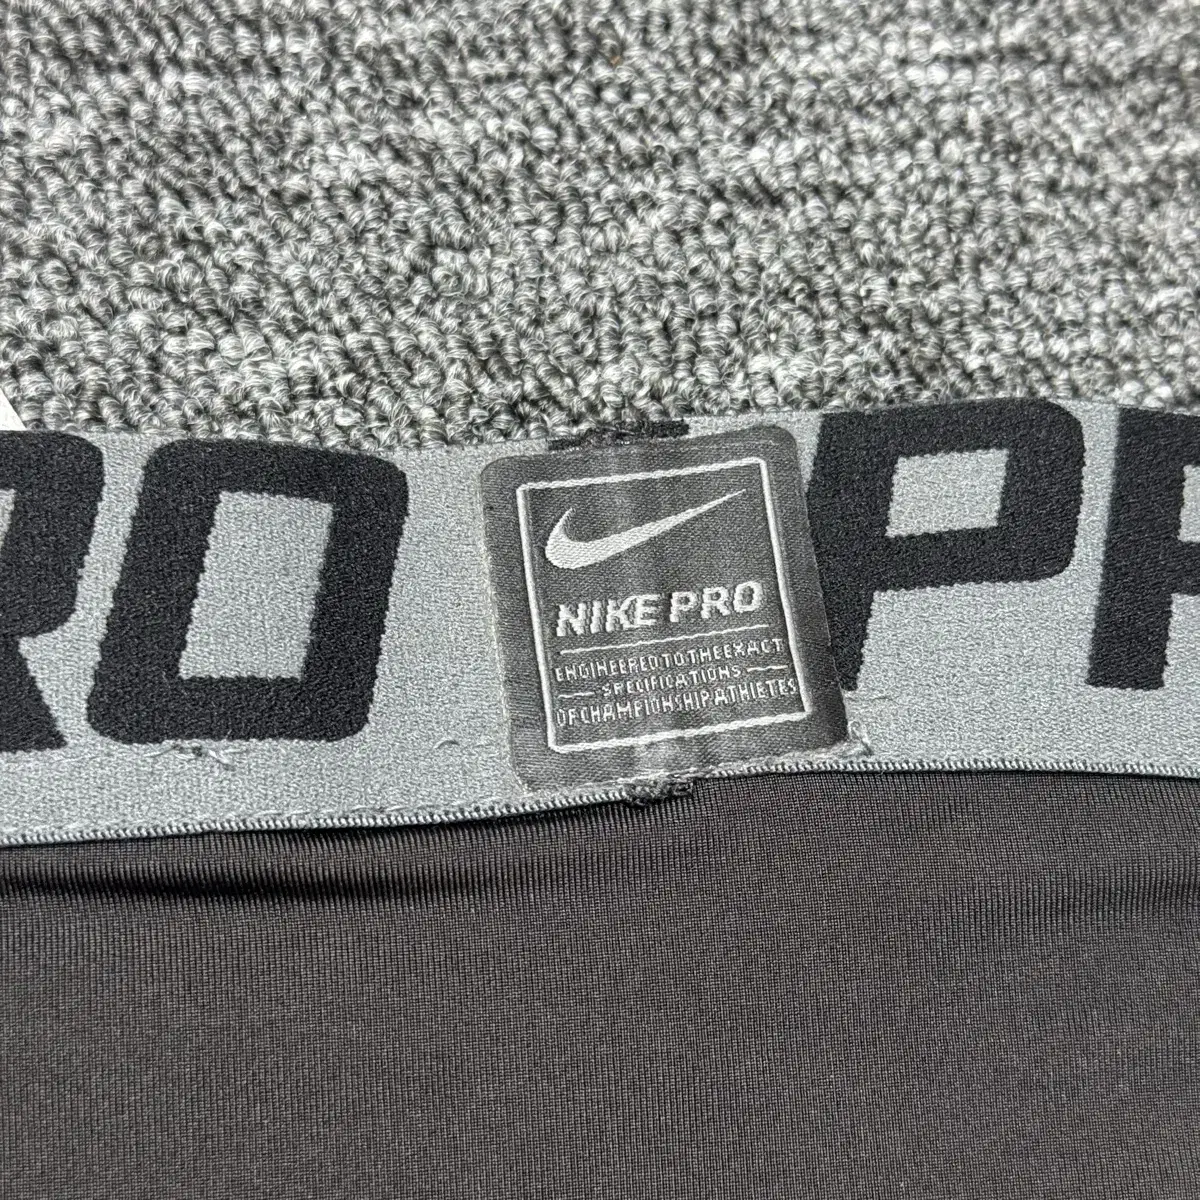 RO
NIKE PRO
ENGINEERED TO THE EXACT
SPECIFICATIONS
OF CHAMPIONSHIP ATHLETES
PR